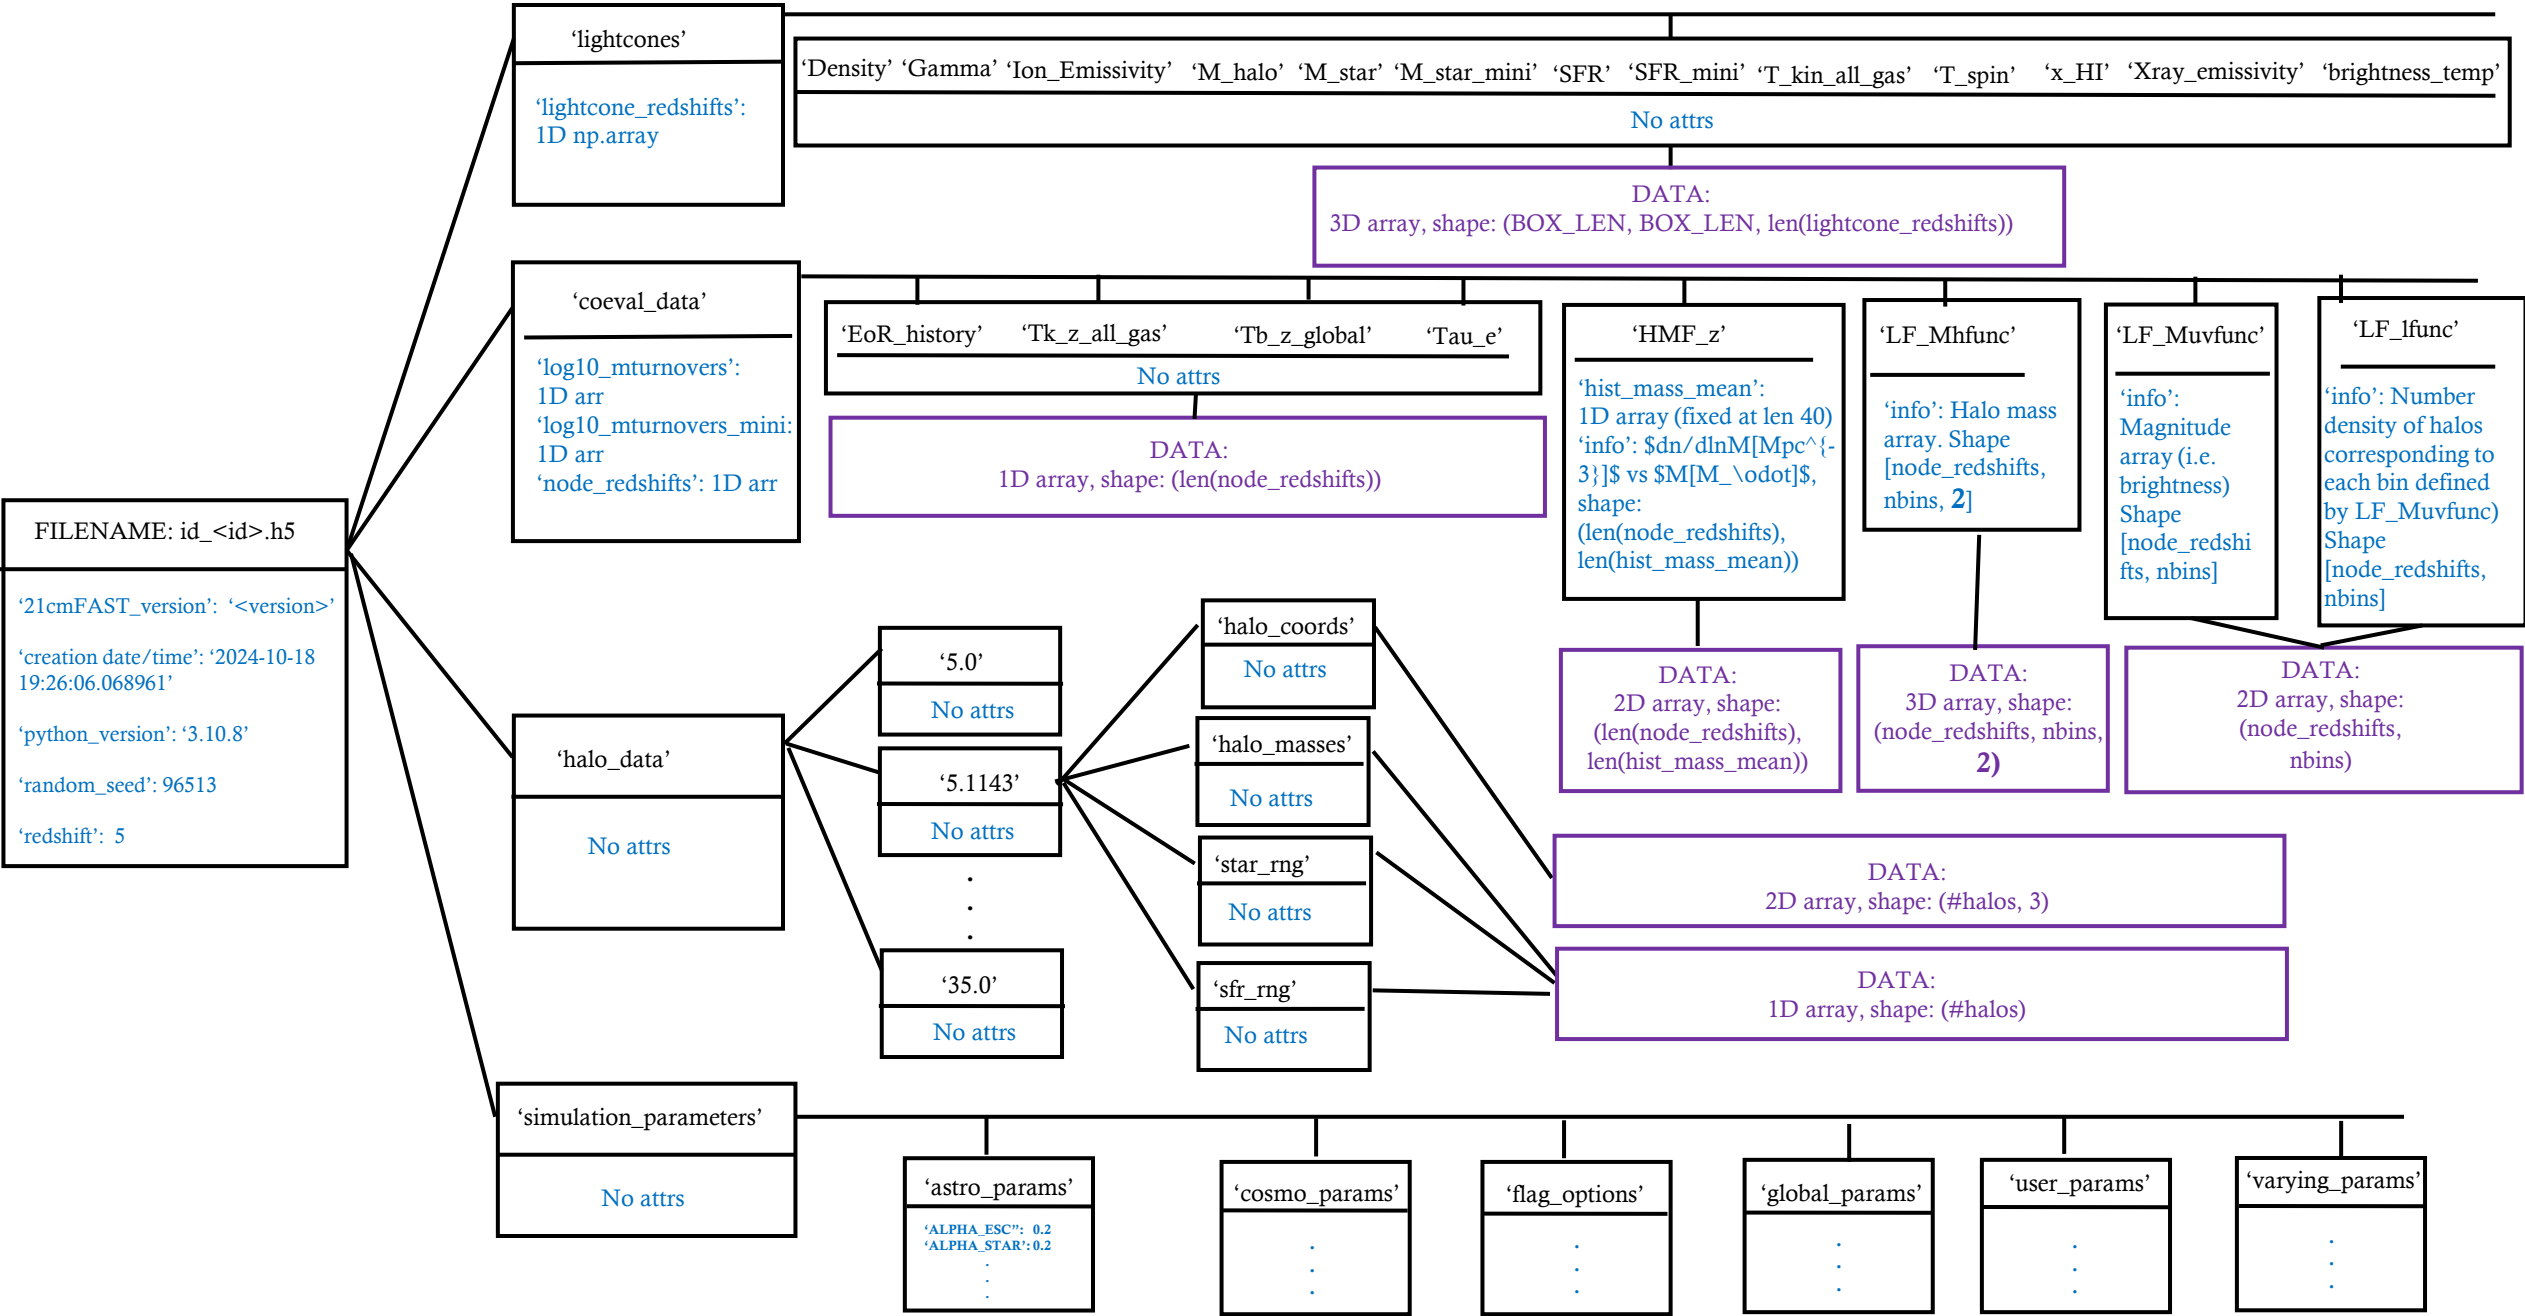 ‘lightcones’
‘lightcone_redshifts’:
1D np.array
‘Density’ ‘Gamma’ ‘Ion_Emissivity’ ‘M_halo’ ‘M_star’ ‘M_star_mini’ ‘SFR’ ‘SFR_mini’ ‘T_kin_all_gas’ ‘T_spin’ ‘x_HI’ ‘Xray_emissivity’ ‘brightness_temp’
No attrs
DATA:
3D array, shape: (BOX_LEN, BOX_LEN, len(lightcone_redshifts))
‘coeval_data’
‘log10_mturnovers’:
1D arr
‘log10_mturnovers_mini:
1D arr
‘node_redshifts’: 1D arr
‘EoR_history’ ‘Tk_z_all_gas’ ‘Tb_z_global’ ‘Tau_e’
No attrs
DATA:
1D array, shape: (len(node_redshifts))
‘HMF_z’
‘hist_mass_mean’:
1D array (fixed at len 40)
‘info’: $dn/dlnM[Mpc^{-
3}]$ vs $M[M_\odot]$,
shape:
(len(node_redshifts),
len(hist_mass_mean))
DATA:
2D array, shape:
(len(node_redshifts),
len(hist_mass_mean))
‘LF_Mhfunc’
‘info’: Halo mass
array. Shape
[node_redshifts,
nbins, 2]
DATA:
3D array, shape:
(node_redshifts, nbins,
2)
‘LF_Muvfunc’
‘info’:
Magnitude
array (i.e.
brightness)
Shape
[node_redshi
fts, nbins]
‘LF_lfunc’
‘info’: Number
density of halos
corresponding to
each bin defined
by LF_Muvfunc)
Shape
[node_redshifts,
nbins]
DATA:
2D array, shape:
(node_redshifts,
nbins)
FILENAME: id_<id>.h5
‘21cmFAST_version’: ‘<version>’
‘creation date/time’: ‘2024-10-18
19:26:06.068961’
‘python_version’: ‘3.10.8’
‘random_seed’: 96513
‘redshift’: 5
‘halo_data’
No attrs
‘5.0’
No attrs
‘5.1143’
No attrs
.
.
.
‘35.0’
No attrs
‘halo_coords’
No attrs
‘halo_masses’
No attrs
‘star_rng’
No attrs
‘sfr_rng’
No attrs
DATA:
2D array, shape: (#halos, 3)
DATA:
1D array, shape: (#halos)
‘simulation_parameters’
No attrs
‘astro_params’
‘ALPHA_ESC”: 0.2
‘ALPHA_STAR’: 0.2
.
.
.
‘cosmo_params’
.
.
.
‘flag_options’
.
.
.
‘global_params’
.
.
.
‘user_params’
.
.
.
‘varying_params’
.
.
.